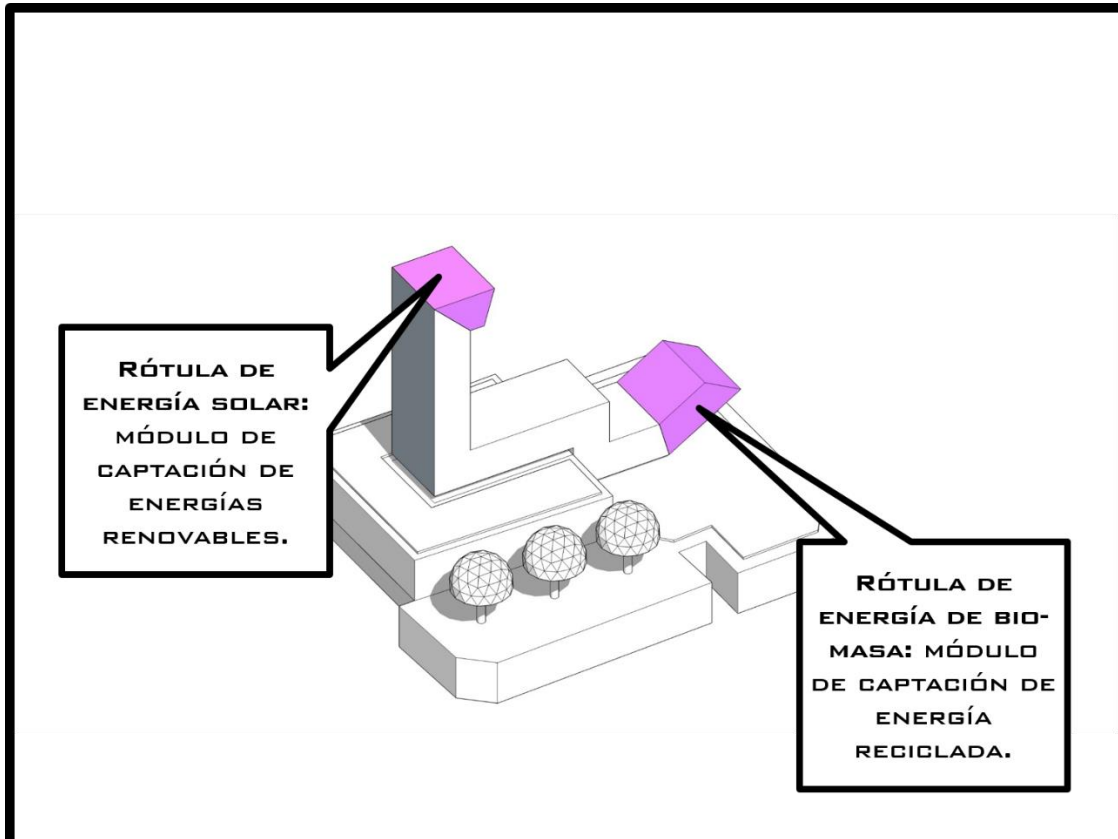 RÓTULA DE
ENERGÍA SOLAR:
MÓDULO DE
CAPTACIÓN DE
ENERGÍAS
RENOVABLES.
RÓTULA DE
ENERGÍA DE BIO-
MASA: MÓDULO
DE CAPTACIÓN DE
ENERGÍA
RECICLADA.